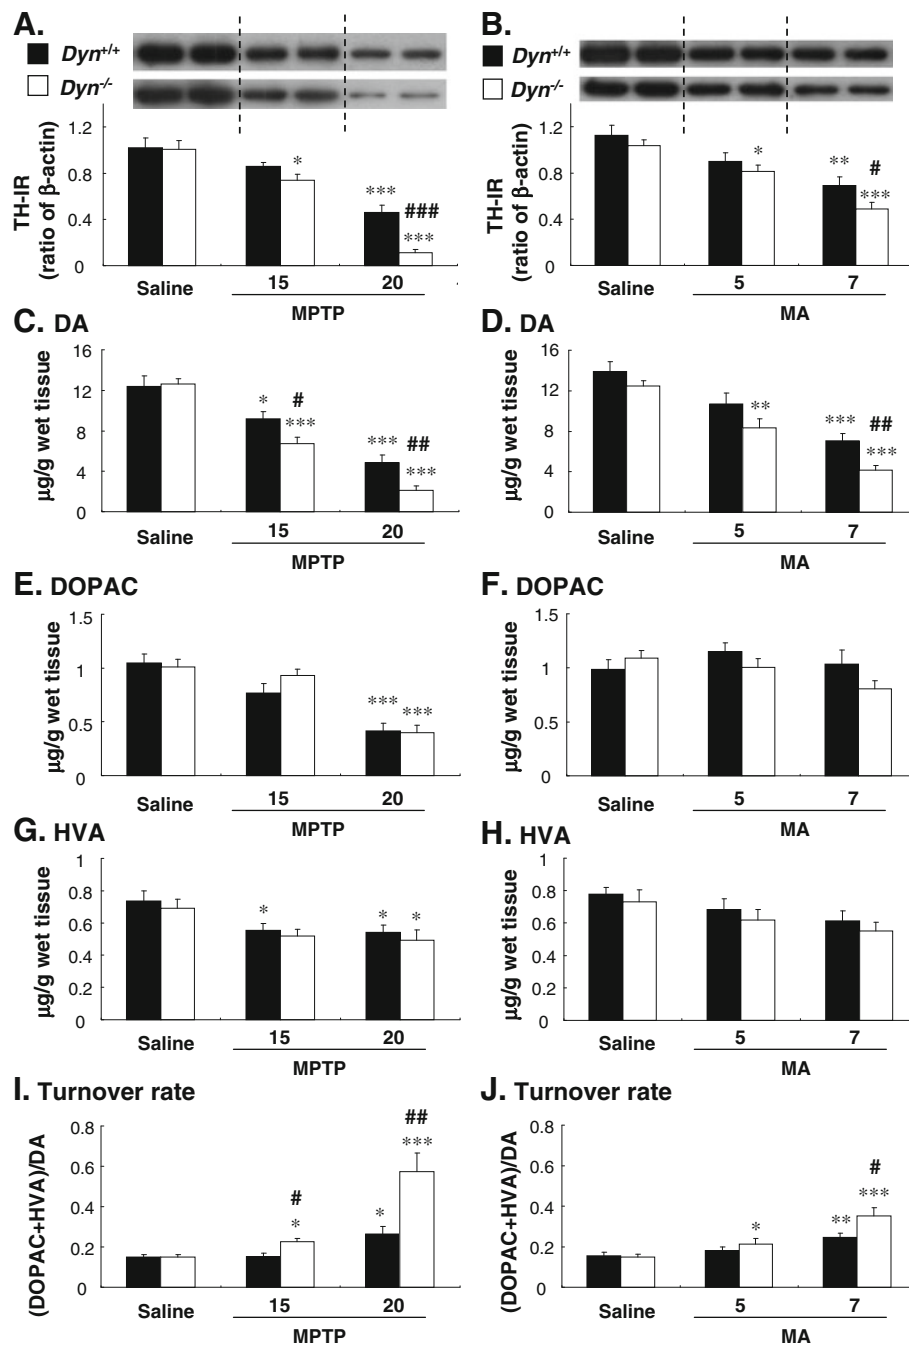 A.
Dyn+/+
Dyn-/-
TH-IR
(ratio of β-actin)
1.2
0.8
0.4
0
*
***
###
***
Saline
15
20
MPTP
B.
Dyn+/+
Dyn-/-
TH-IR
(ratio of β-actin)
1.2
0.8
0.4
0
*
**
#
***
Saline
5
7
MA
C. DA
μg/g wet tissue
16
12
8
4
0
*
#
***
***
##
***
Saline
15
20
MPTP
D. DA
μg/g wet tissue
16
12
8
4
0
**
***
##
***
Saline
5
7
MA
E. DOPAC
μg/g wet tissue
1.5
1
0.5
0
***
***
Saline
15
20
MPTP
F. DOPAC
μg/g wet tissue
1.5
1
0.5
0
Saline
5
7
MA
G. HVA
μg/g wet tissue
1
0.8
0.6
0.4
0.2
0
*
*
*
Saline
15
20
MPTP
H. HVA
μg/g wet tissue
1
0.8
0.6
0.4
0.2
0
Saline
5
7
MA
I. Turnover rate
(DOPAC+HVA)/DA
0.8
0.6
0.4
0.2
0
#
*
*
##
***
Saline
15
20
MPTP
J. Turnover rate
(DOPAC+HVA)/DA
0.8
0.6
0.4
0.2
0
*
**
#
***
Saline
5
7
MA